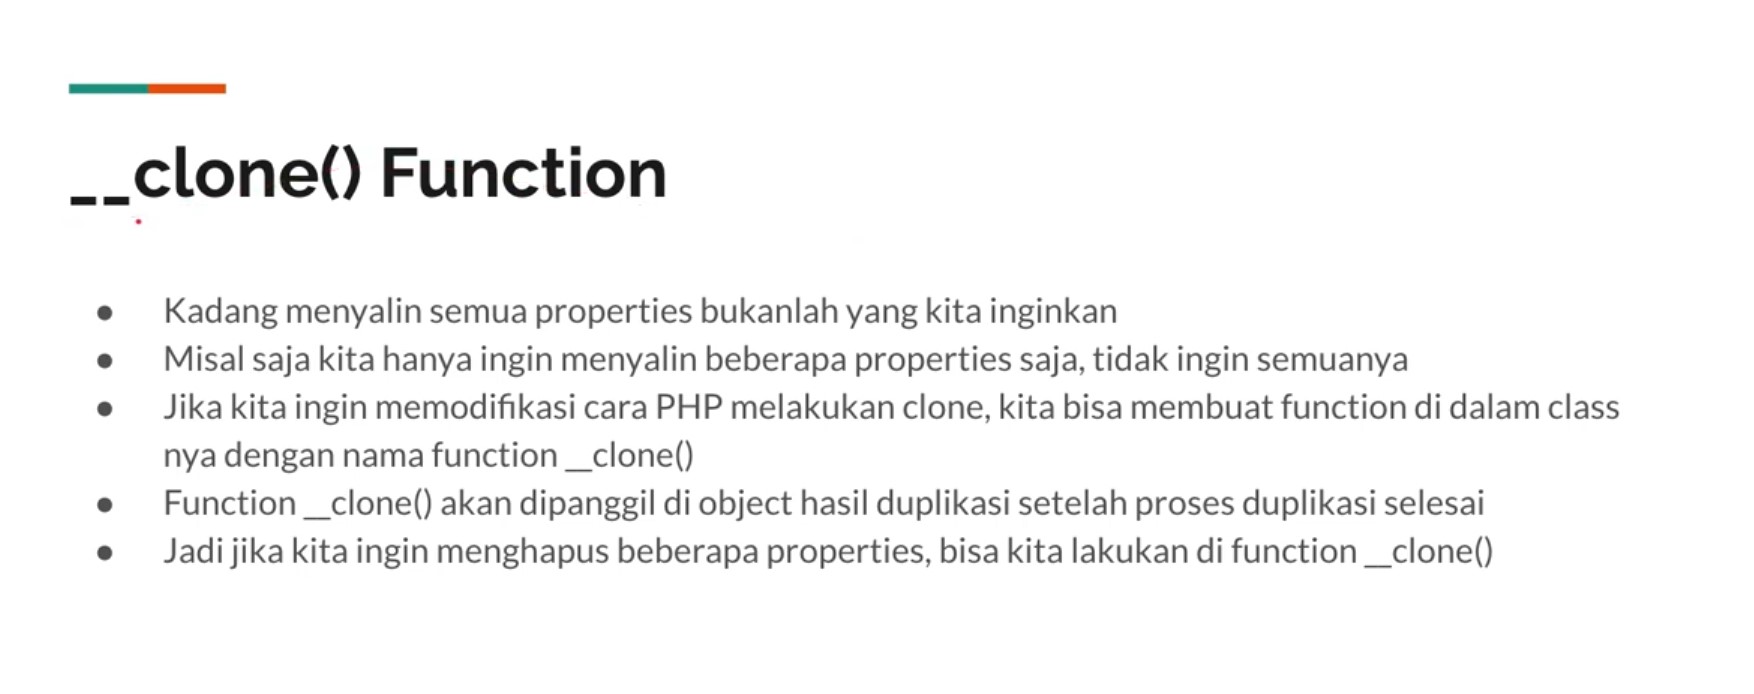 __clone() Function
● Kadang menyalin semua properties bukanlah yang kita inginkan
● Misal saja kita hanya ingin menyalin beberapa properties saja, tidak ingin semuanya
● Jika kita ingin memodifikasi cara PHP melakukan clone, kita bisa membuat function di dalam class
nya dengan nama function __clone()
● Function __clone() akan dipanggil di object hasil duplikasi setelah proses duplikasi selesai
● Jadi jika kita ingin menghapus beberapa properties, bisa kita lakukan di function __clone()